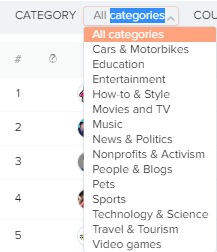 CATEGORY All categories COU
All categories
Cars & Motorbikes
# Education
Entertainment
1 How-to & Style
Movies and TV
2 Music
News & Politics
3 Nonprofits & Activism
People & Blogs
Pets
4 Sports
Technology & Science
Travel & Tourism
5 Video games